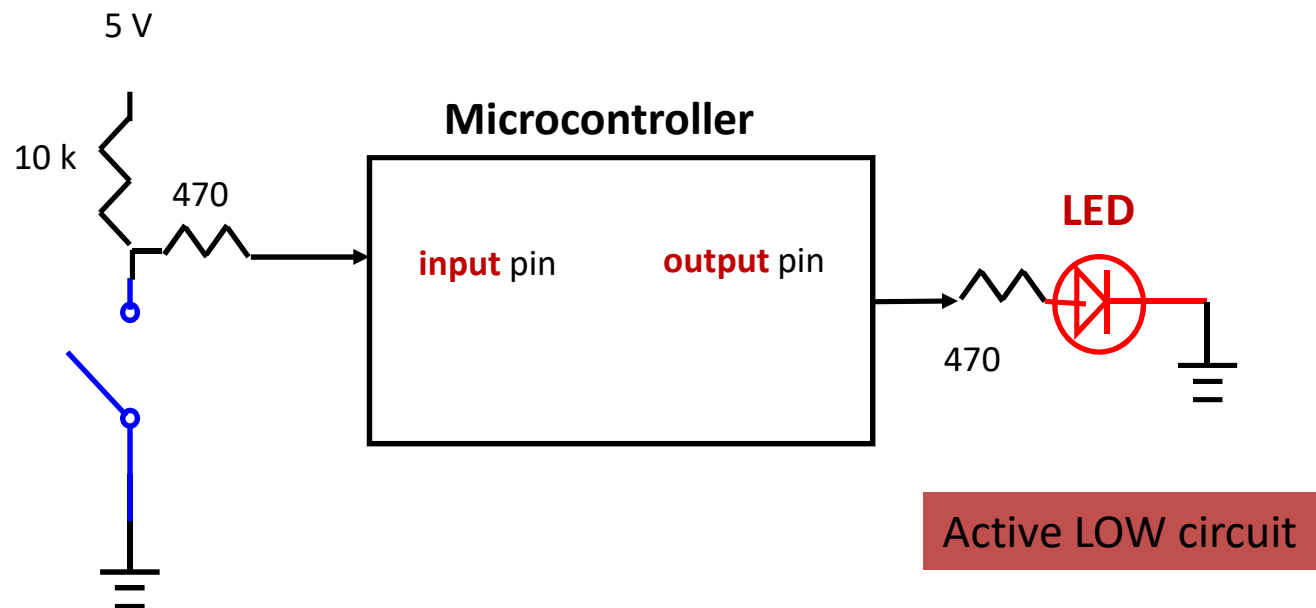 5 V
Microcontroller
10 k
470
LED
input pin
output pin
470
Active LOW circuit